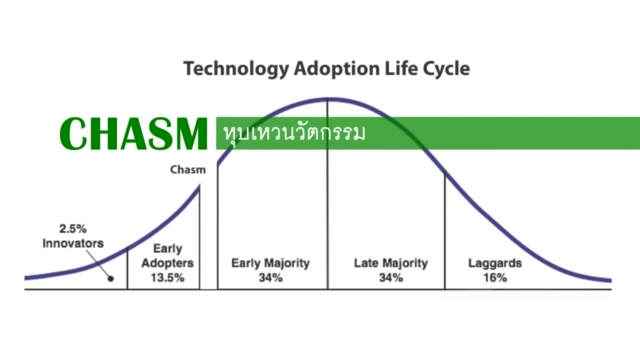 Technology Adoption Life Cycle
CHASM หุบเหวนวัตกรรม
Chasm
2.5%
Innovators
Early
Adopters
13.5%
Early Majority
34%
Late Majority
34%
Laggards
16%